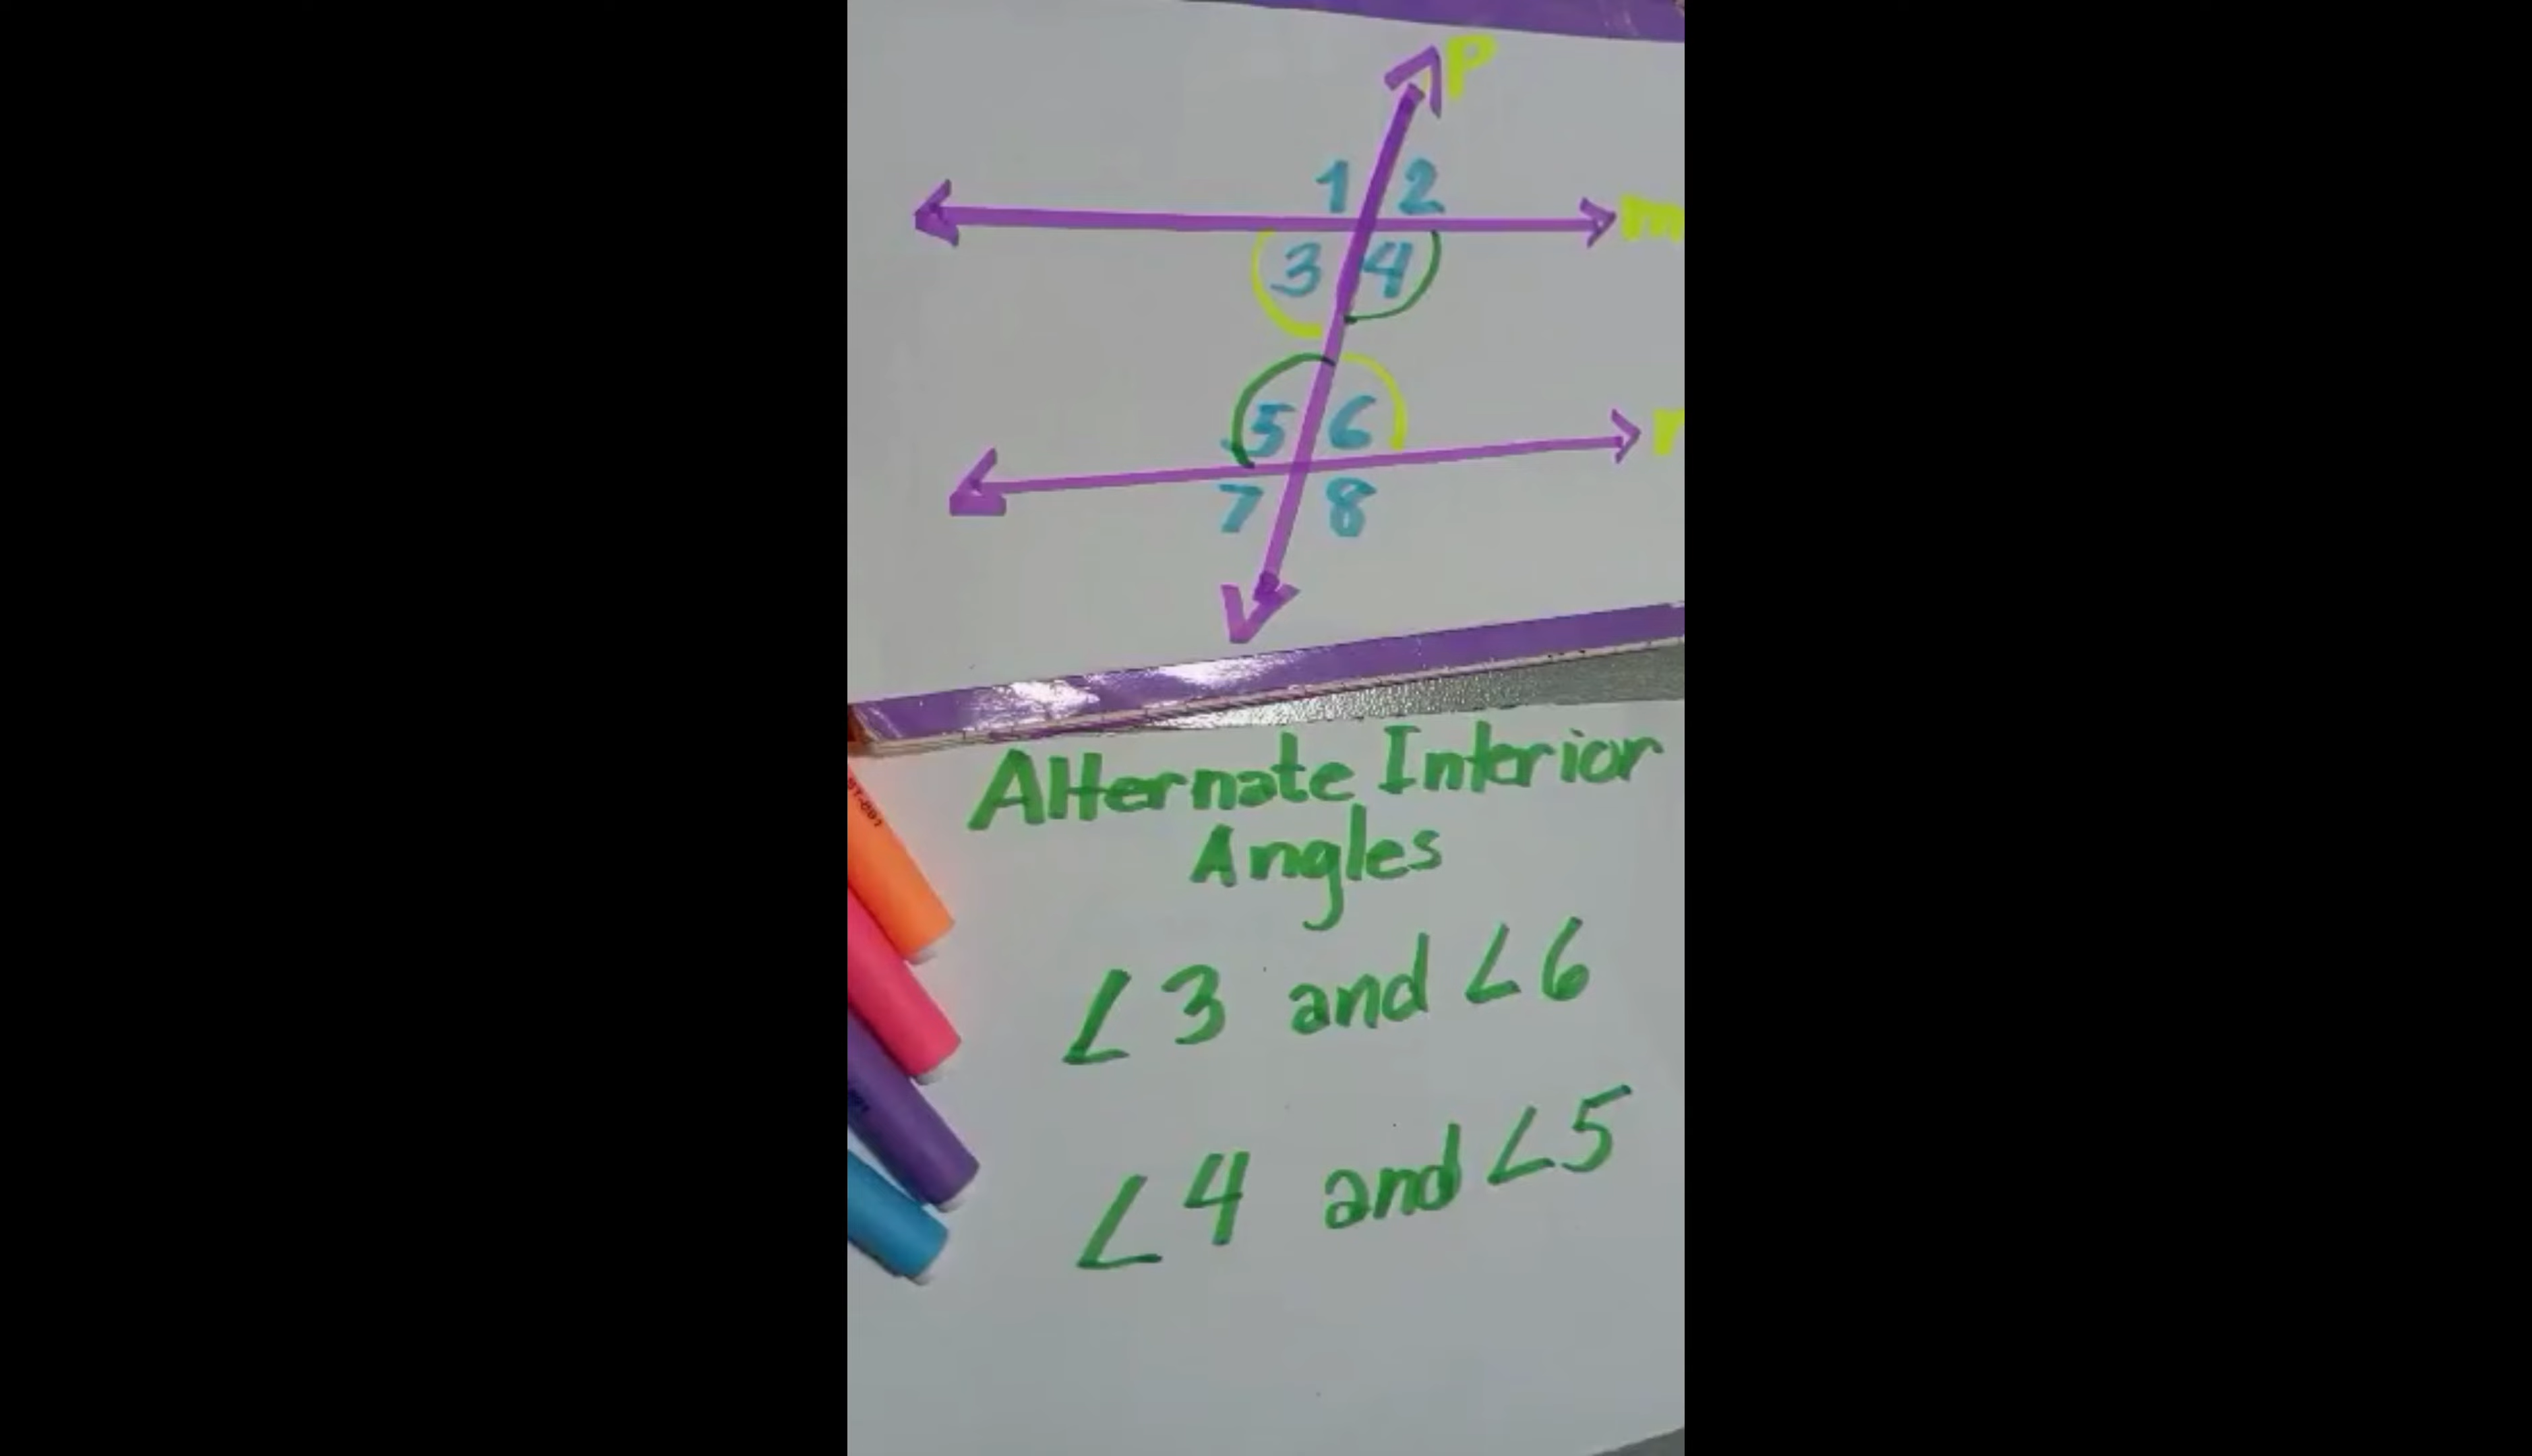 P
1 2
m
3 4
5 6
7 8
Alternate Interior
Angles
∠3 and ∠6
∠4 and ∠5